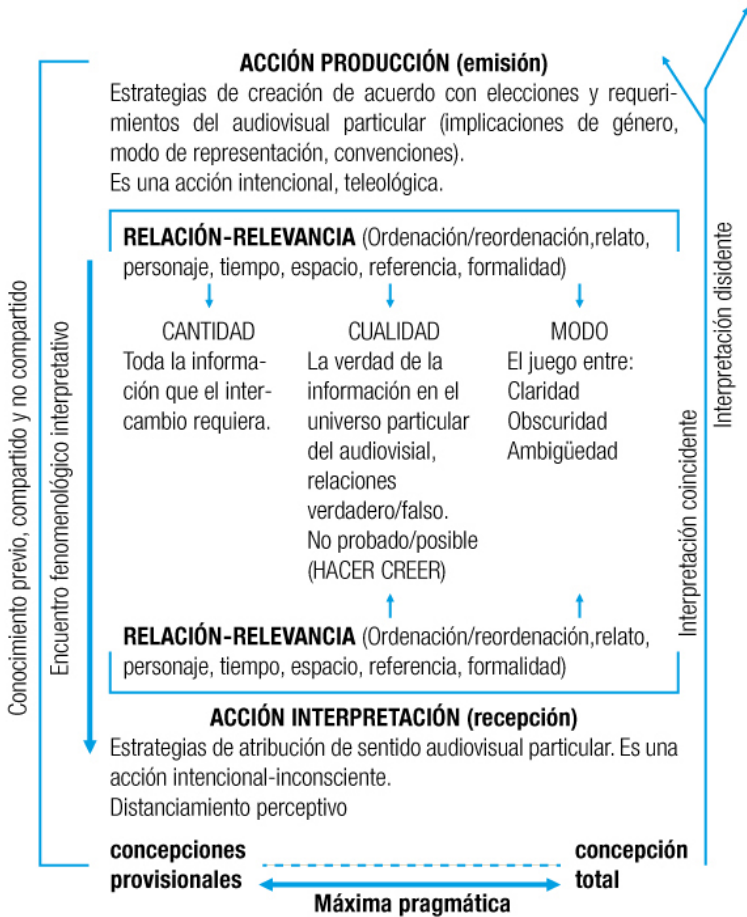 ACCIÓN PRODUCCIÓN (emisión)
Estrategias de creación de acuerdo con elecciones y requeri-
mientos del audiovisual particular (implicaciones de género,
modo de representación, convenciones).
Es una acción intencional, teleológica.
RELACIÓN-RELEVANCIA (Ordenación/reordenación,relato,
personaje, tiempo, espacio, referencia, formalidad)
CANTIDAD
Toda la informa-
ción que el inter-
cambio requiera.
CUALIDAD
La verdad de la
información en el
universo particular
del audiovisial,
relaciones
verdadero/falso.
No probado/posible
(HACER CREER)
MODO
El juego entre:
Claridad
Obscuridad
Ambigüedad
RELACIÓN-RELEVANCIA (Ordenación/reordenación,relato,
personaje, tiempo, espacio, referencia, formalidad)
ACCIÓN INTERPRETACIÓN (recepción)
Estrategias de atribución de sentido audiovisual particular. Es una
acción intencional-inconsciente.
Distanciamiento perceptivo
concepciones
provisionales
concepción
total
Máxima pragmática
Conocimiento previo, compartido y no compartido
Encuentro fenomenológico interpretativo
Interpretación coincidente
Interpretación disidente